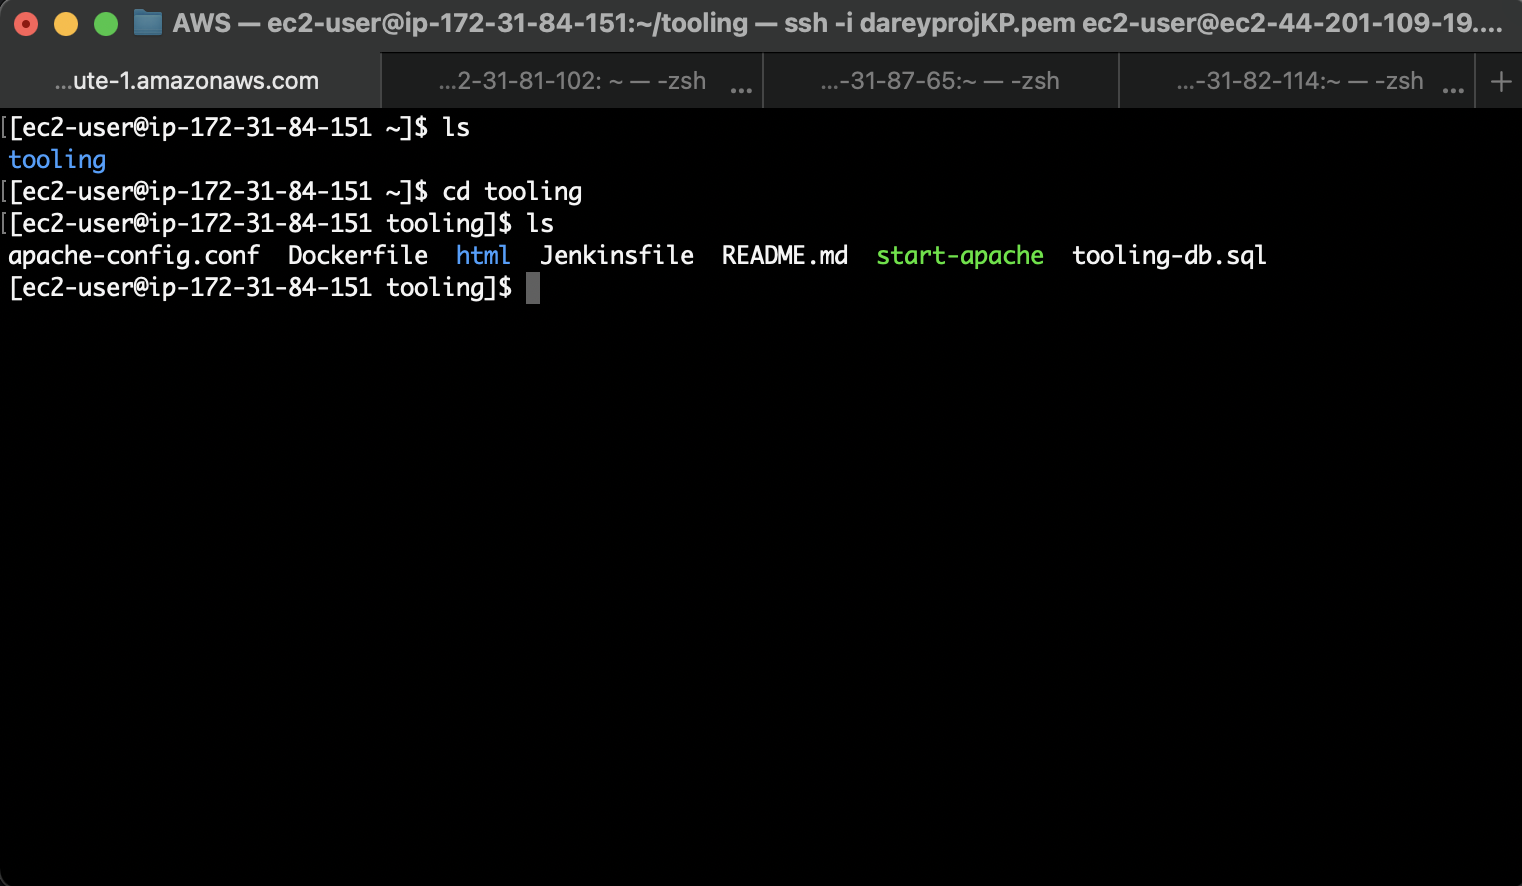 AWS — ec2-user@ip-172-31-84-151:~/tooling — ssh -i dareyprojKP.pem ec2-user@ec2-44-201-109-19....
...ute-1.amazonaws.com ...2-31-81-102: ~ — -zsh ... ...-31-87-65:~ — -zsh ...-31-82-114:~ — -zsh ... +
[[ec2-user@ip-172-31-84-151 ~]$ ls
tooling
[[ec2-user@ip-172-31-84-151 ~]$ cd tooling
[[ec2-user@ip-172-31-84-151 tooling]$ ls
apache-config.conf Dockerfile html Jenkinsfile README.md start-apache tooling-db.sql
[ec2-user@ip-172-31-84-151 tooling]$